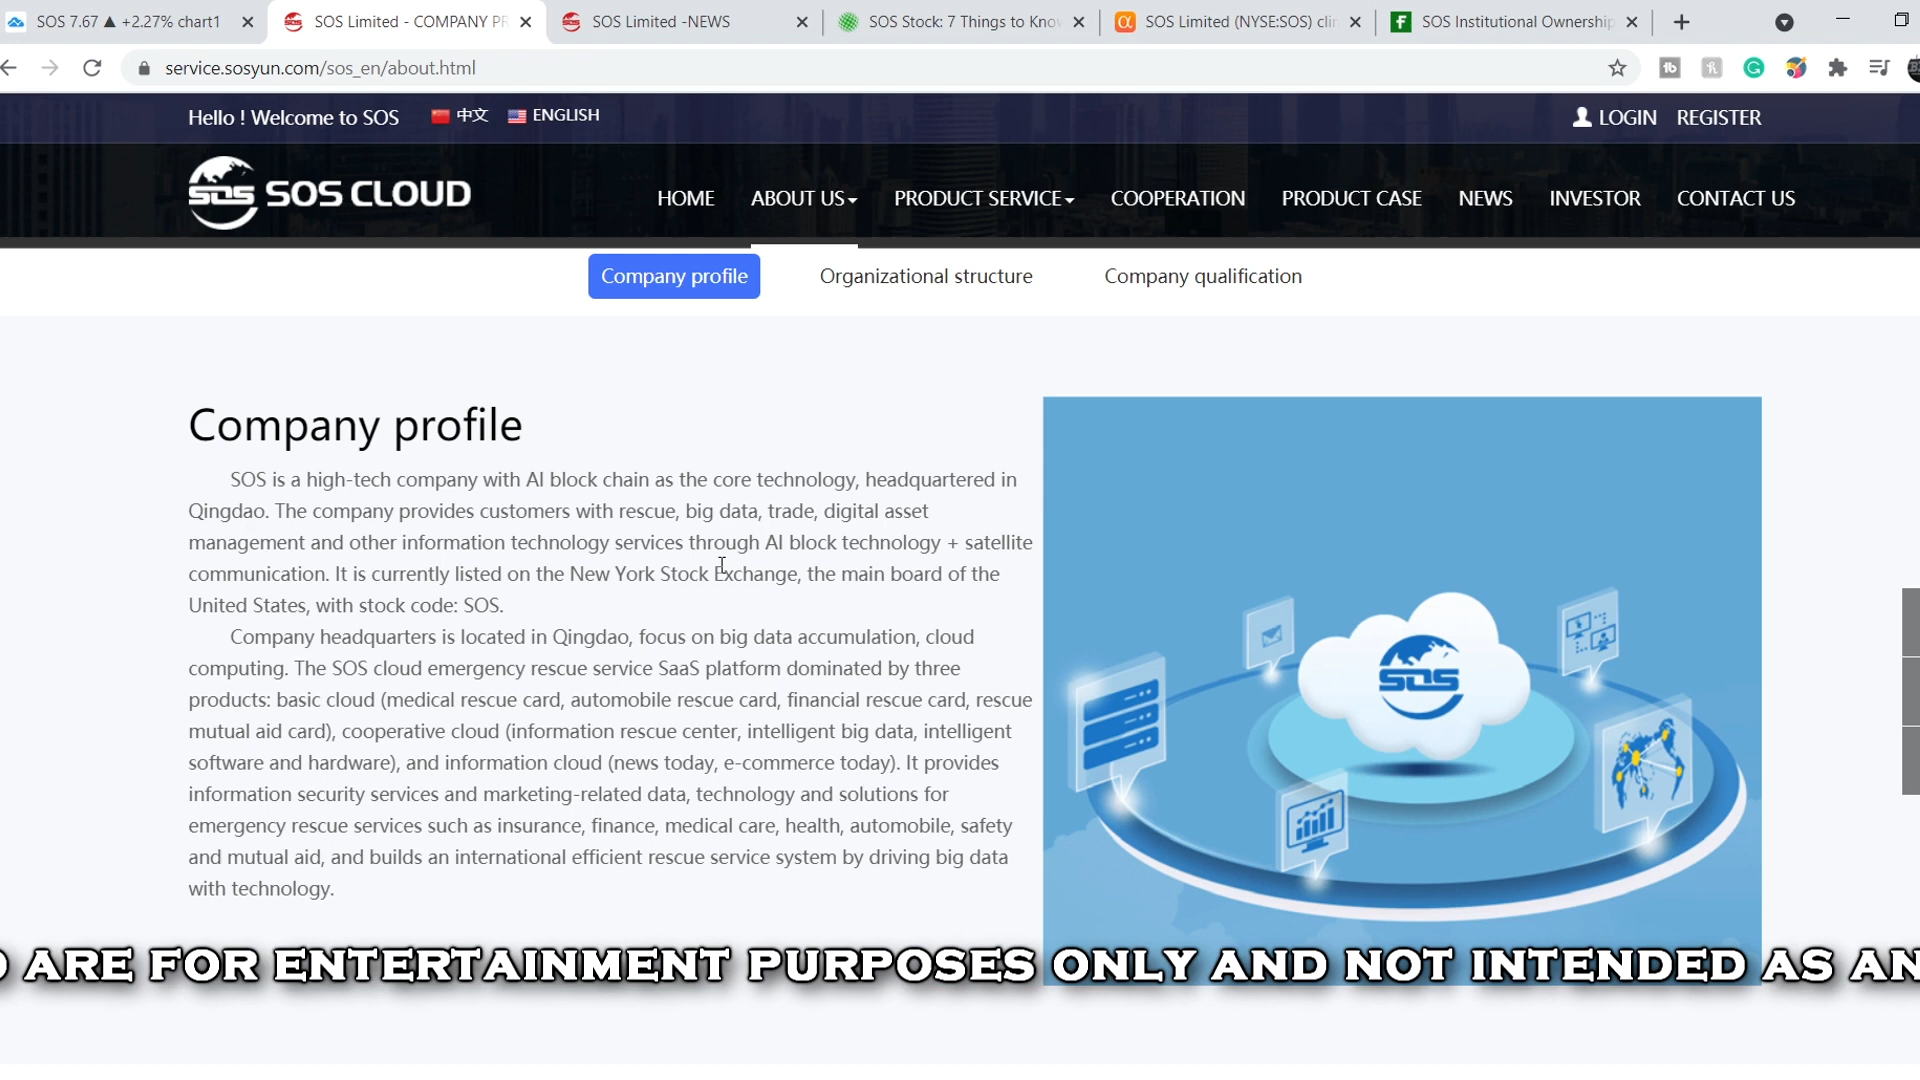 SOS 7.67 ▲ +2.27% chart1
SOS Limited - COMPANY PR
SOS Limited -NEWS
SOS Stock: 7 Things to Know
SOS Limited (NYSE:SOS) clim
SOS Institutional Ownership
service.sosyun.com/sos_en/about.html
Hello ! Welcome to SOS 中文 ENGLISH
LOGIN REGISTER
SOS SOS CLOUD
HOME ABOUT US PRODUCT SERVICE COOPERATION PRODUCT CASE NEWS INVESTOR CONTACT US
Company profile Organizational structure Company qualification
Company profile
SOS is a high-tech company with AI block chain as the core technology, headquartered in
Qingdao. The company provides customers with rescue, big data, trade, digital asset
management and other information technology services through AI block technology + satellite
communication. It is currently listed on the New York Stock Exchange, the main board of the
United States, with stock code: SOS.
Company headquarters is located in Qingdao, focus on big data accumulation, cloud
computing. The SOS cloud emergency rescue service SaaS platform dominated by three
products: basic cloud (medical rescue card, automobile rescue card, financial rescue card, rescue
mutual aid card), cooperative cloud (information rescue center, intelligent big data, intelligent
software and hardware), and information cloud (news today, e-commerce today). It provides
information security services and marketing-related data, technology and solutions for
emergency rescue services such as insurance, finance, medical care, health, automobile, safety
and mutual aid, and builds an international efficient rescue service system by driving big data
with technology.
SOS
ARE FOR ENTERTAINMENT PURPOSES ONLY AND NOT INTENDED AS AN